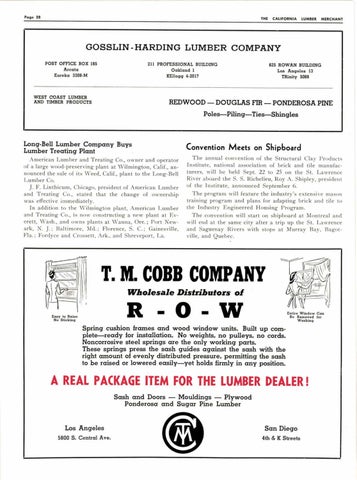 Page 28
THE CALIFORNIA LUMBER MERCHANT
GOSSLIN-HARDING LUMBER COMPANY
POST OFFICE BOX 185
Arcata
Eureka 3288-M
211 PROFESSIONAL BUILDING
Oakland 1
KEllogg 4-2017
625 ROWAN BUILDING
Los Angeles 13
TRinity 5088
WEST COAST LUMBER
AND TIMBER PRODUCTS
REDWOOD — DOUGLAS FIR — PONDEROSA PINE
Poles—Piling—Ties—Shingles
Long-Bell Lumber Company Buys
Lumber Treating Plant
American Lumber and Treating Co., owner and operator
of a large wood-preserving plant at Wilmington, Calif., an-
nounced the sale of its Weed, Calif., plant to the Long-Bell
Lumber Co.
J. F. Linthicum, Chicago, president of American Lumber
and Treating Co., stated that the change of ownership
was effective immediately.
In addition to the Wilmington plant, American Lumber and
Treating Co., is now constructing a new plant at Ev-
erett, Wash., and owns plants at Wauna, Ore.; Port New-
ark, N. J.; Baltimore, Md.; Florence, S. C.; Gainesville,
Fla.; Fordyce and Crossett, Ark., and Shreveport, La.
Convention Meets on Shipboard
The annual convention of the Structural Clay Products
Institute, national association of brick and tile manufac-
turers, will be held Sept. 22 to 25 on the St. Lawrence
River aboard the S. S. Richelieu, Roy A. Shipley, president
of the Institute, announced September 6.
The program will feature the industry's extensive mason
training program and plans for adapting brick and tile to
the Industry Engineered Housing Program.
The convention will start on shipboard at Montreal and
will end at the same city after a trip up the St. Lawrence
and Saguenay Rivers with stops at Murray Bay, Bagot-
ville, and Quebec.
T. M. COBB COMPANY
Wholesale Distributors of
R - O - W
Easy to Raise
No Sticking
Entire Window Can
Be Removed for
Washing
Spring cushion frames and wood window units. Built up com-
plete—ready for installation. No weights, no pulleys, no cords.
Noncorrosive steel springs are the only working parts.
These springs press the sash guides against the sash with the
right amount of evenly distributed pressure, permitting the sash
to be raised or lowered easily—yet holds firmly in any position.
A REAL PACKAGE ITEM FOR THE LUMBER DEALER!
Sash and Doors — Mouldings — Plywood
Ponderosa and Sugar Pine Lumber
Los Angeles
5800 S. Central Ave.
San Diego
4th & K Streets